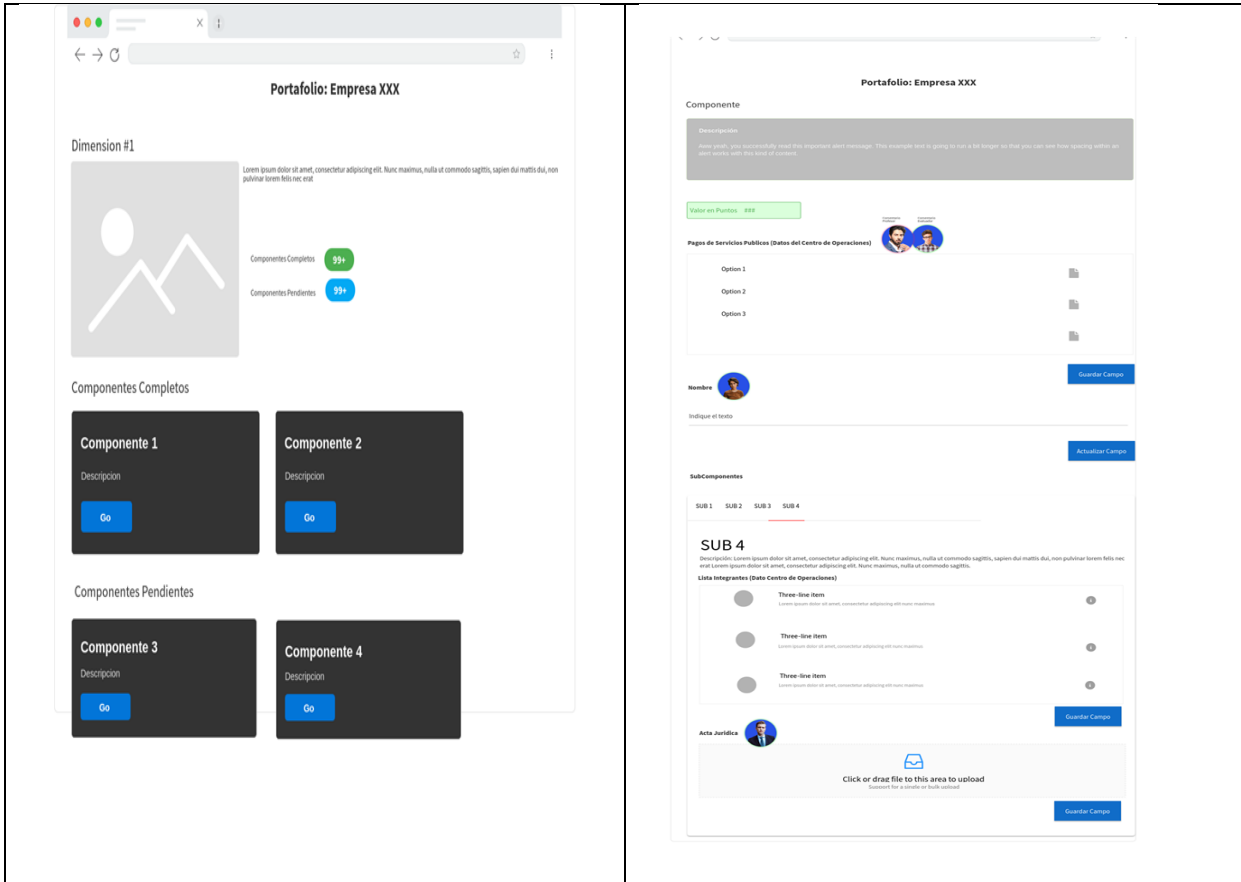 Portafolio: Empresa XXX
Dimension #1
Lorem ipsum dolor sit amet, consectetur adipiscing elit. Nunc maximus, nulla ut commodo sagittis, sapien dui mattis dui, non
pulvinar lorem felis nec erat
Componentes Completos 99+
Componentes Pendientes 99+
Componentes Completos
Componente 1
Descripcion
Go
Componente 2
Descripcion
Go
Componentes Pendientes
Componente 3
Descripcion
Go
Componente 4
Descripcion
Go
Portafolio: Empresa XXX
Componente
Descripción
Aww yeah, you successfully read this important alert message. This example text is going to run a bit longer so that you can see how spacing within an
alert works with this kind of content.
Valor en Puntos ###
Pagos de Servicios Publicos (Datos del Centro de Operaciones)
Option 1
Option 2
Option 3
Guardar Campo
Nombre
Indique el texto
Actualizar Campo
SubComponentes
SUB 1 SUB 2 SUB 3 SUB 4
SUB 4
Descripción: Lorem ipsum dolor sit amet, consectetur adipiscing elit. Nunc maximus, nulla ut commodo sagittis, sapien dui mattis dui, non pulvinar lorem felis nec
erat Lorem ipsum dolor sit amet, consectetur adipiscing elit. Nunc maximus, nulla ut commodo sagittis.
Lista Integrantes (Dato Centro de Operaciones)
Three-line item
Lorem ipsum dolor sit amet, consectetur adipiscing elit nunc maximus
Three-line item
Lorem ipsum dolor sit amet, consectetur adipiscing elit nunc maximus
Three-line item
Lorem ipsum dolor sit amet, consectetur adipiscing elit nunc maximus
Guardar Campo
Acta Juridica
Click or drag file to this area to upload
Support for a single or bulk upload
Guardar Campo